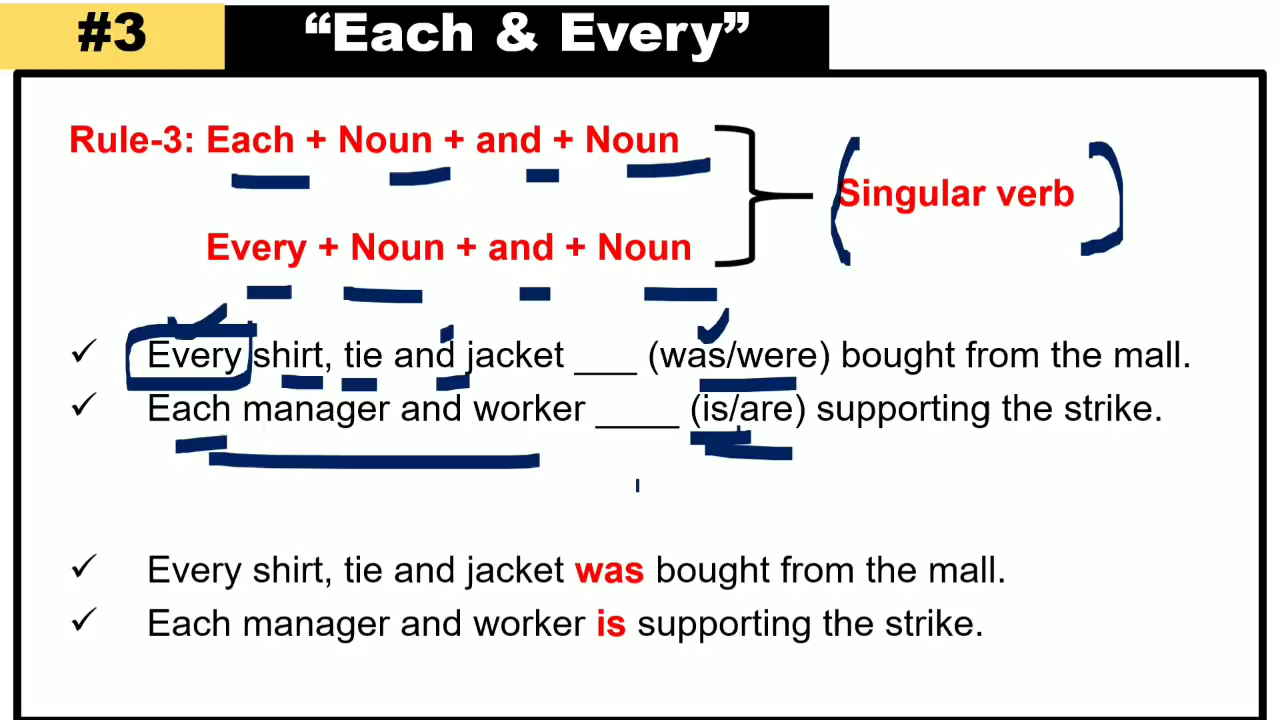 #3
“Each & Every”
Rule-3: Each + Noun + and + Noun
Singular verb
Every + Noun + and + Noun
✓ Every shirt, tie and jacket ___ (was/were) bought from the mall.
✓ Each manager and worker ____ (is/are) supporting the strike.
✓ Every shirt, tie and jacket was bought from the mall.
✓ Each manager and worker is supporting the strike.